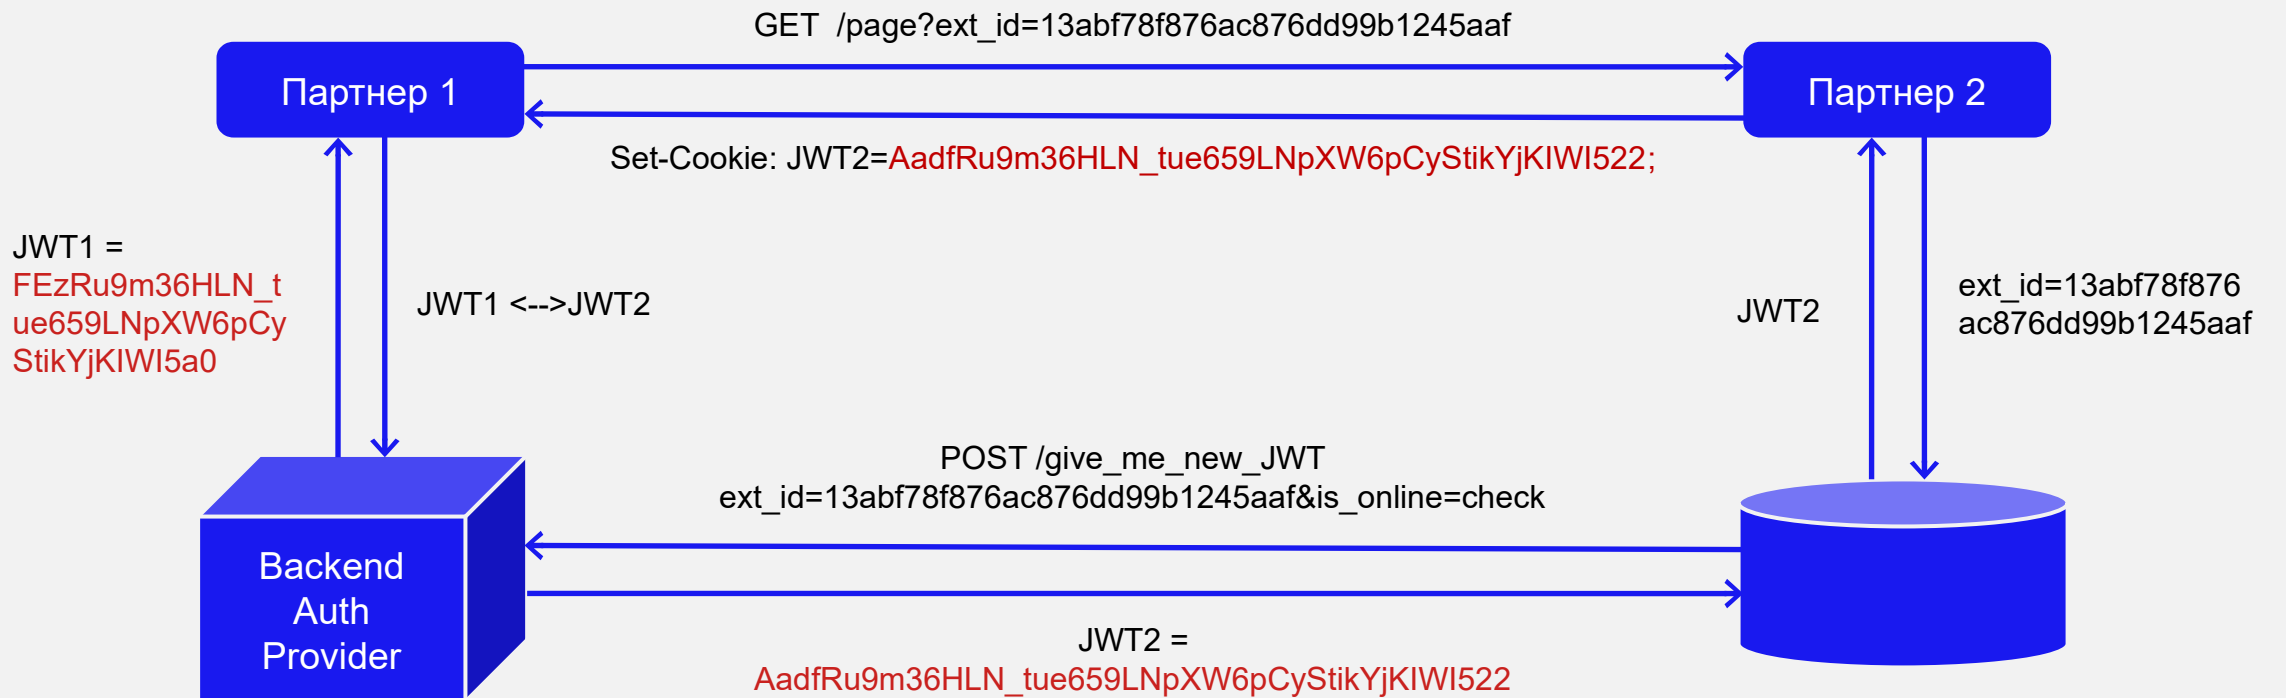 GET  /page?ext_id=13abf78f876ac876dd99b1245aaf
Партнер 1
Партнер 2
Set-Cookie: JWT2=AadfRu9m36HLN_tue659LNpXW6pCyStikYjKIWI522;
JWT1 =
FEzRu9m36HLN_t
ue659LNpXW6pCy
StikYjKIWI5a0
JWT1 <-->JWT2
JWT2
ext_id=13abf78f876
ac876dd99b1245aaf
POST /give_me_new_JWT
ext_id=13abf78f876ac876dd99b1245aaf&is_online=check
Backend
Auth
Provider
JWT2 =
AadfRu9m36HLN_tue659LNpXW6pCyStikYjKIWI522